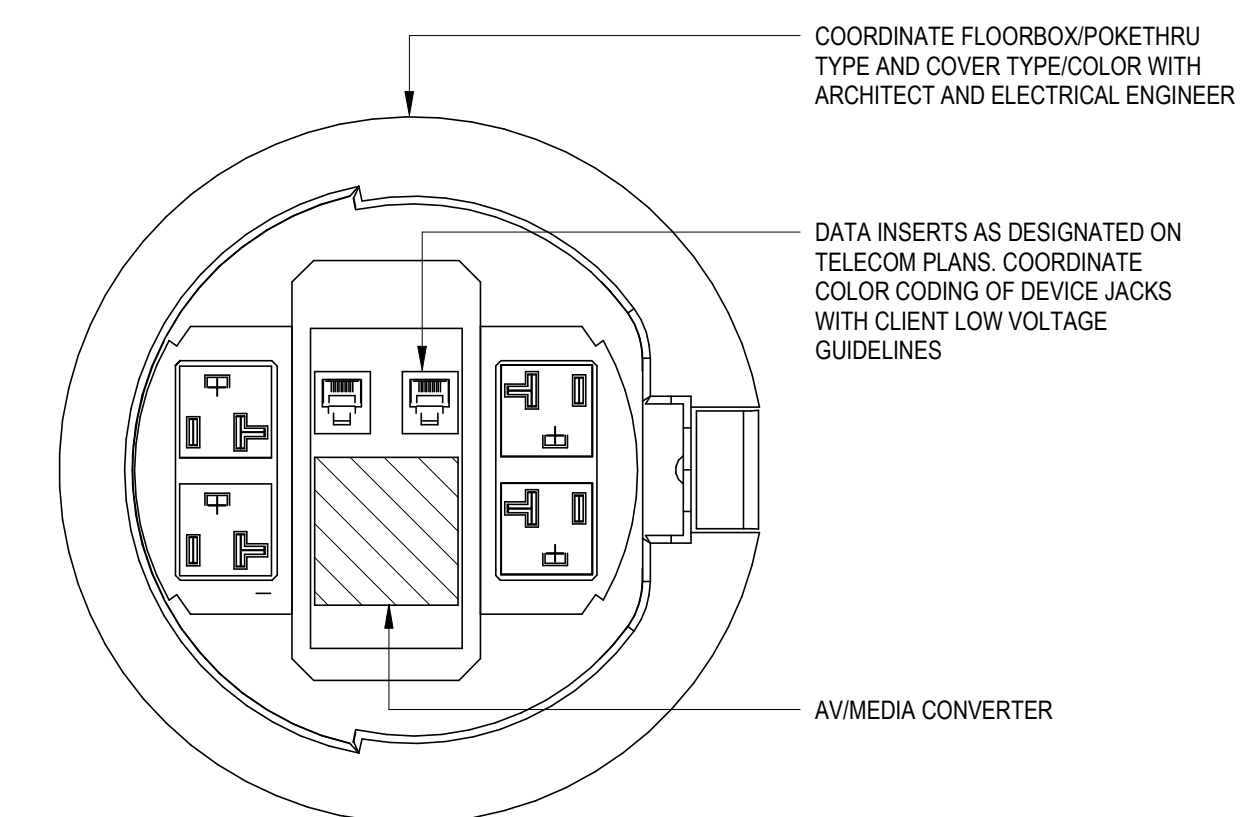 COORDINATE FLOORBOX/POKETHRU
TYPE AND COVER TYPE/COLOR WITH
ARCHITECT AND ELECTRICAL ENGINEER
DATA INSERTS AS DESIGNATED ON
TELECOM PLANS. COORDINATE
COLOR CODING OF DEVICE JACKS
WITH CLIENT LOW VOLTAGE
GUIDELINES
AV/MEDIA CONVERTER